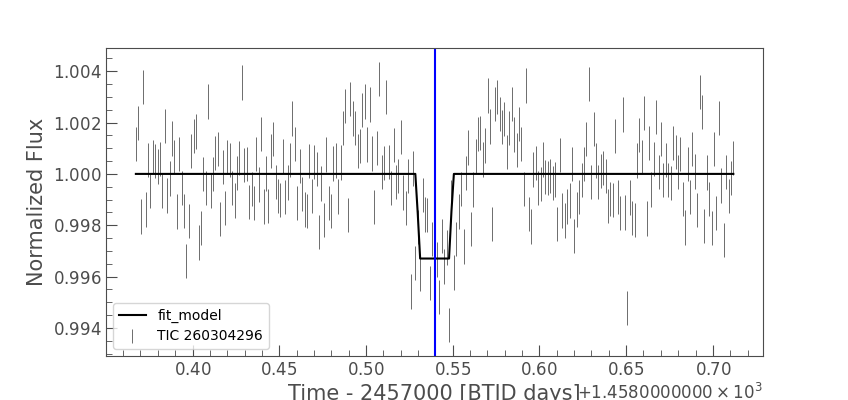 1.004
1.002
1.000
0.998
0.996
0.994
Normalized Flux
fit_model
TIC 260304296
0.40 0.45 0.50 0.55 0.60 0.65 0.70
Time - 2457000 [BTJD days]
+1.4580000000 × 10³